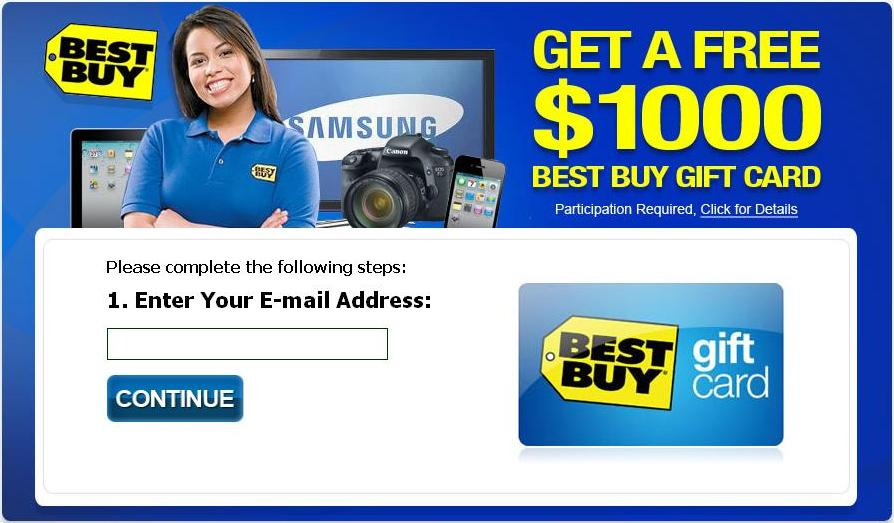 BEST
BUY
SAMSUNG
BEST
BUY
Canon
GET A FREE
$1000
BEST BUY GIFT CARD
Participation Required, Click for Details
Please complete the following steps:
1. Enter Your E-mail Address:
CONTINUE
BEST
BUY
gift
card